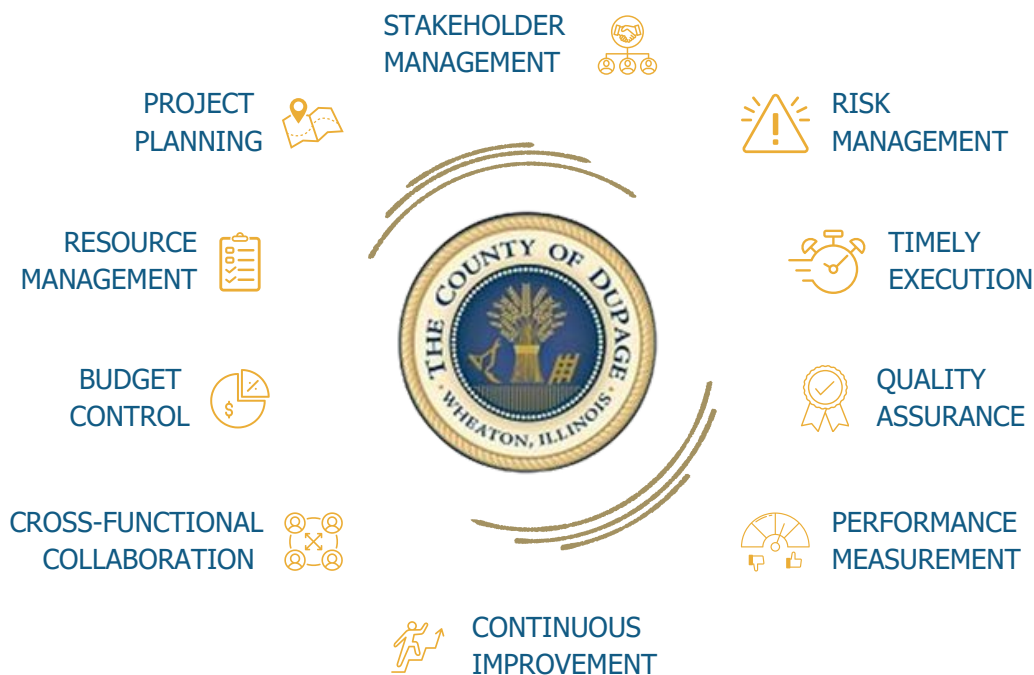 STAKEHOLDER
MANAGEMENT
PROJECT
PLANNING
RISK
MANAGEMENT
RESOURCE
MANAGEMENT
TIMELY
EXECUTION
THE COUNTY OF DUPAGE
· WHEATON, ILLINOIS ·
BUDGET
CONTROL
%
$
QUALITY
ASSURANCE
CROSS-FUNCTIONAL
COLLABORATION
PERFORMANCE
MEASUREMENT
CONTINUOUS
IMPROVEMENT